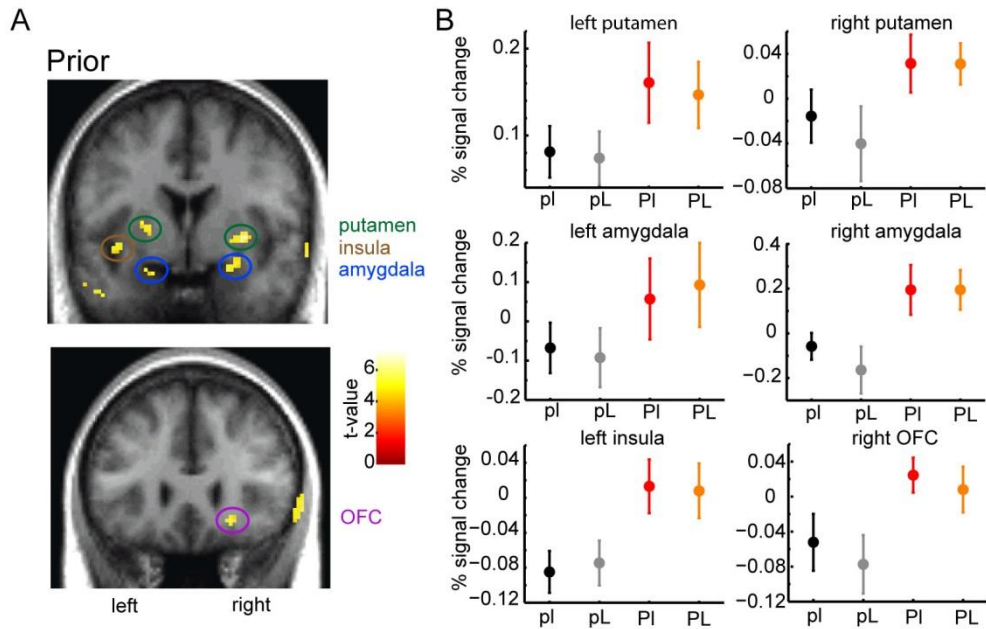 A
Prior
putamen
insula
amygdala
6
4
2
0
t-value
OFC
left right
B
left putamen
% signal change
0.2
0.1
pl pL Pl PL
right putamen
0.04
0
−0.04
−0.08
pl pL Pl PL
left amygdala
% signal change
0.2
0.1
0
-0.1
-0.2
pl pL Pl PL
right amygdala
0.4
0.2
0
−0.2
pl pL Pl PL
left insula
% signal change
0.04
0
−0.04
−0.08
−0.12
pl pL Pl PL
right OFC
0.04
0
−0.04
−0.08
−0.12
pl pL Pl PL